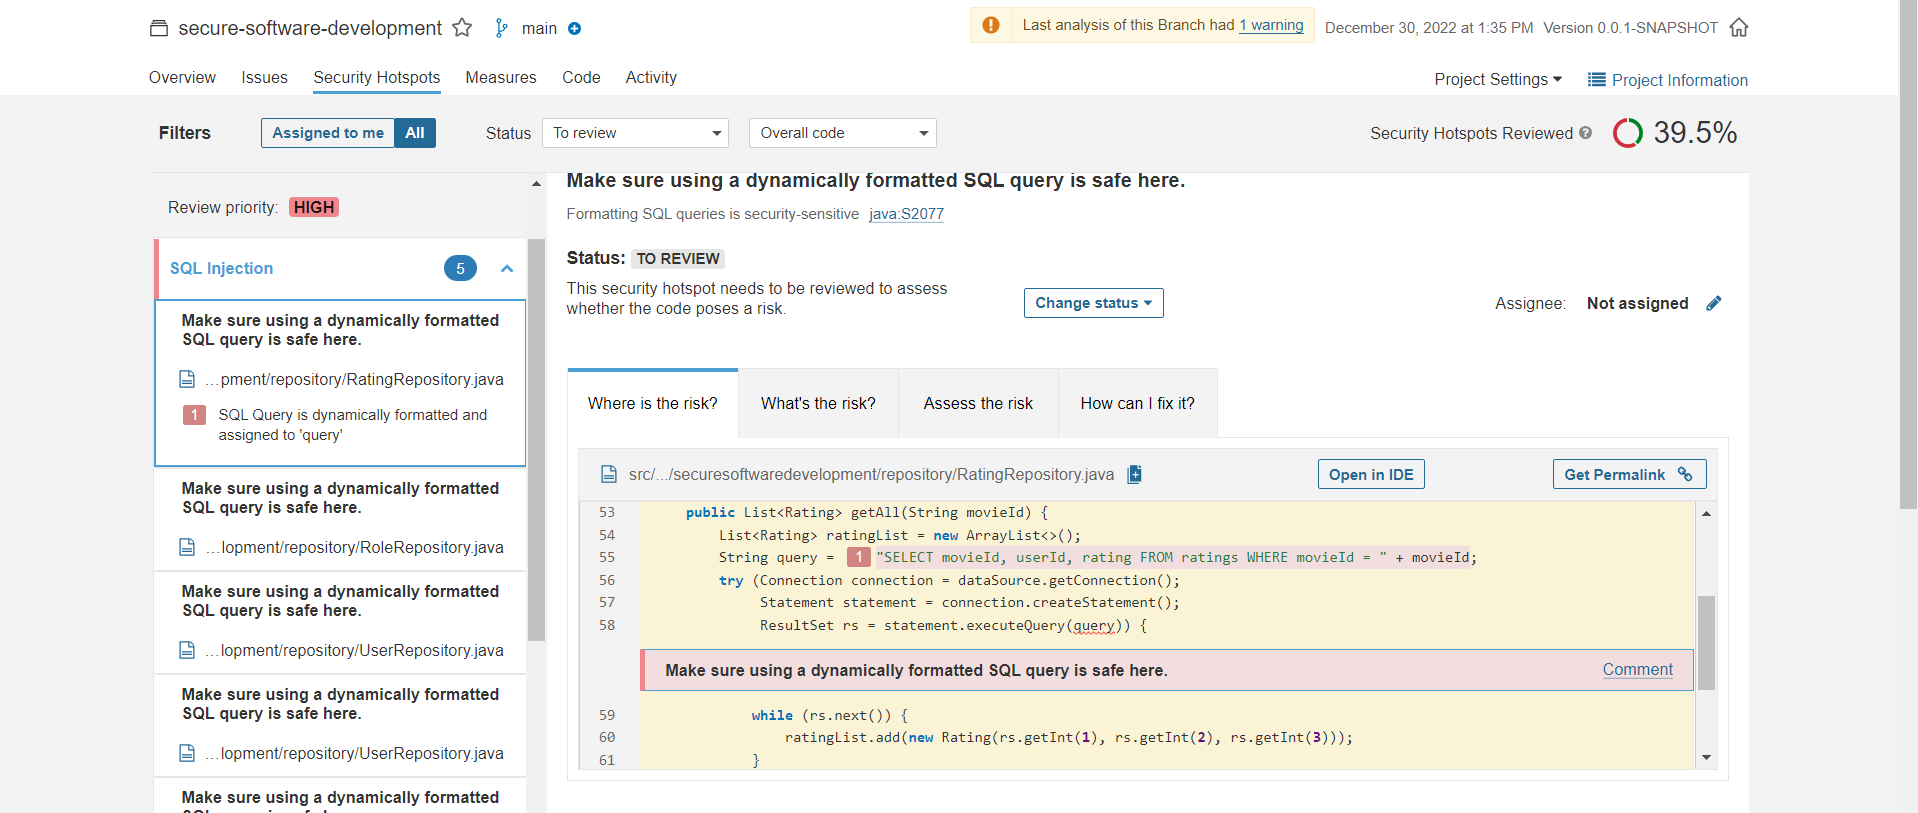 secure-software-development main
Last analysis of this Branch had 1 warning December 30, 2022 at 1:35 PM Version 0.0.1-SNAPSHOT
Overview Issues Security Hotspots Measures Code Activity
Project Settings Project Information
Filters Assigned to me All Status To review Overall code
Security Hotspots Reviewed 39.5%
Review priority: HIGH
SQL Injection 5
Make sure using a dynamically formatted
SQL query is safe here.
...pment/repository/RatingRepository.java
1 SQL Query is dynamically formatted and
assigned to 'query'
Make sure using a dynamically formatted
SQL query is safe here.
...lopment/repository/RoleRepository.java
Make sure using a dynamically formatted
SQL query is safe here.
...lopment/repository/UserRepository.java
Make sure using a dynamically formatted
SQL query is safe here.
...lopment/repository/UserRepository.java
Make sure using a dynamically formatted
Make sure using a dynamically formatted SQL query is safe here.
Formatting SQL queries is security-sensitive java:S2077
Status: TO REVIEW
This security hotspot needs to be reviewed to assess
whether the code poses a risk.
Change status
Assignee: Not assigned
Where is the risk? What's the risk? Assess the risk How can I fix it?
src/.../securesoftwaredevelopment/repository/RatingRepository.java
Open in IDE Get Permalink
53 public List<Rating> getAll(String movieId) {
54 List<Rating> ratingList = new ArrayList<>();
55 String query = 1 "SELECT movieId, userId, rating FROM ratings WHERE movieId = " + movieId;
56 try (Connection connection = dataSource.getConnection();
57 Statement statement = connection.createStatement();
58 ResultSet rs = statement.executeQuery(query)) {
Make sure using a dynamically formatted SQL query is safe here. Comment
59 while (rs.next()) {
60 ratingList.add(new Rating(rs.getInt(1), rs.getInt(2), rs.getInt(3)));
61 }